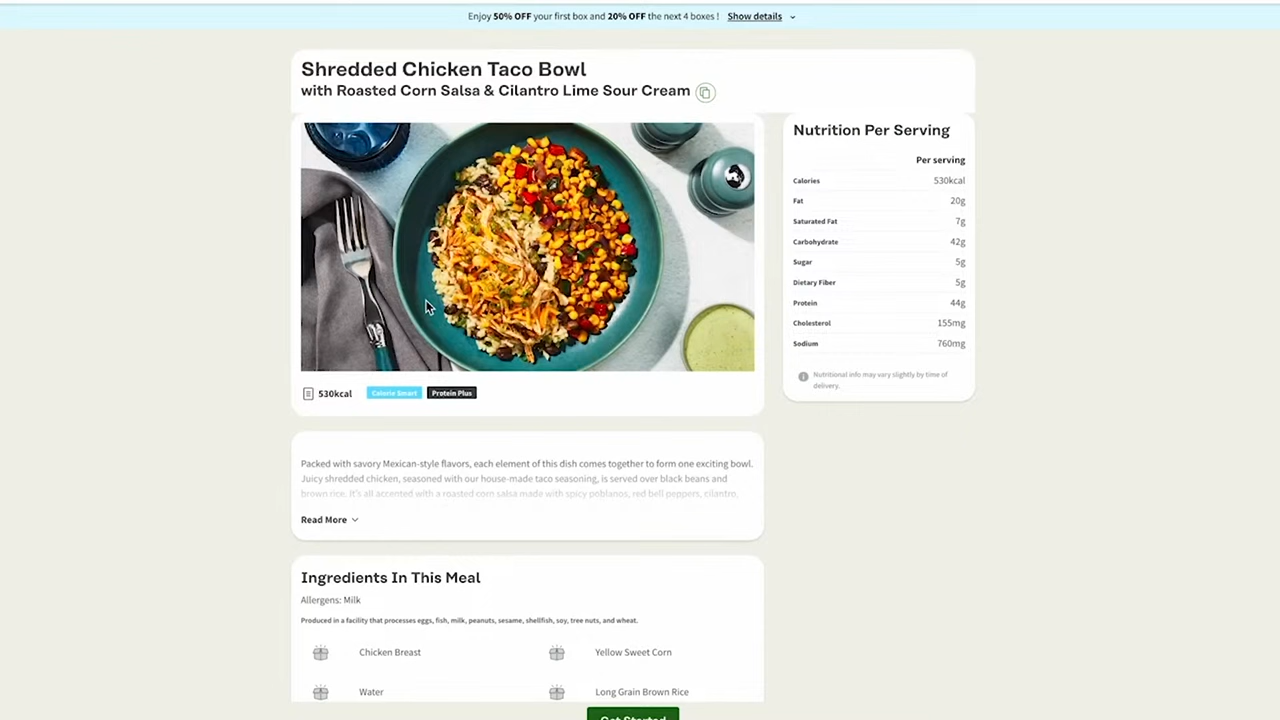 Enjoy 50% OFF your first box and 20% OFF the next 4 boxes ! Show details
Shredded Chicken Taco Bowl
with Roasted Corn Salsa & Cilantro Lime Sour Cream
530kcal Calorie Smart Protein Plus
Packed with savory Mexican-style flavors, each element of this dish comes together to form one exciting bowl.
Juicy shredded chicken, seasoned with our house-made taco seasoning, is served over black beans and
brown rice. It's all accented with a roasted corn salsa made with spicy poblanos, red bell peppers, cilantro,
Read More
Ingredients In This Meal
Allergens: Milk
Produced in a facility that processes eggs, fish, milk, peanuts, sesame, shellfish, soy, tree nuts, and wheat.
Chicken Breast Yellow Sweet Corn
Water Long Grain Brown Rice
Get Started
Nutrition Per Serving
Per serving
Calories 530kcal
Fat 20g
Saturated Fat 7g
Carbohydrate 42g
Sugar 5g
Dietary Fiber 5g
Protein 44g
Cholesterol 155mg
Sodium 760mg
Nutritional info may vary slightly by time of
delivery.